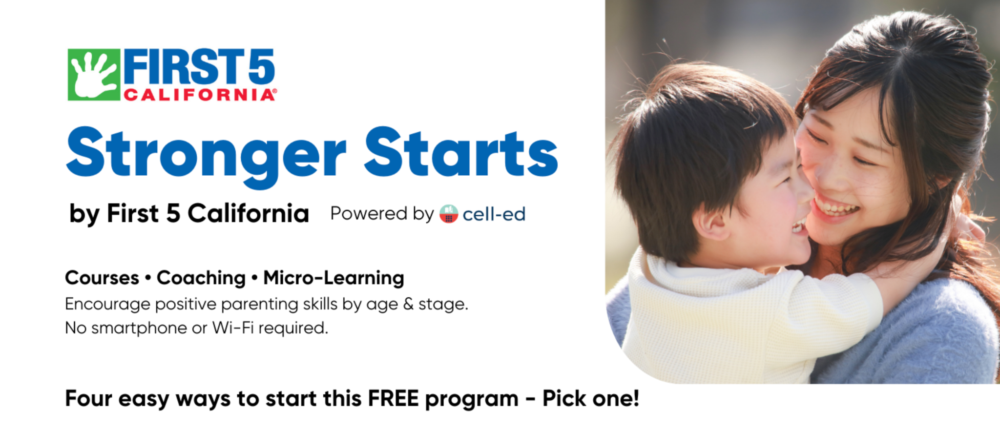 FIRST 5
CALIFORNIA®
Stronger Starts
by First 5 California Powered by cell-ed
Courses • Coaching • Micro-Learning
Encourage positive parenting skills by age & stage.
No smartphone or Wi-Fi required.
Four easy ways to start this FREE program - Pick one!